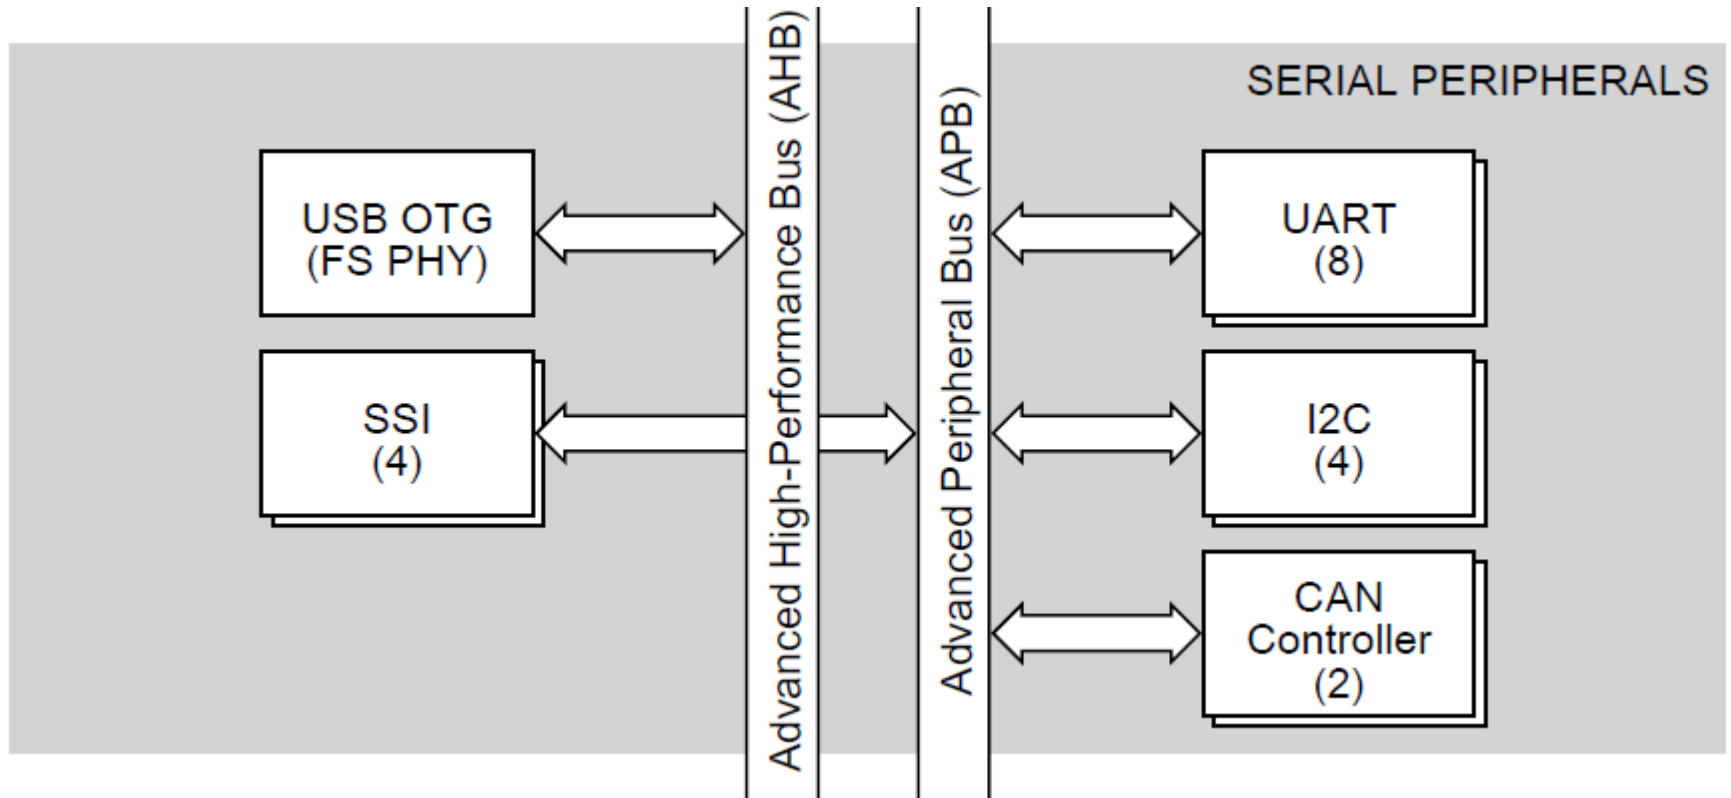 SERIAL PERIPHERALS
USB OTG
(FS PHY)
SSI
(4)
Advanced High-Performance Bus (AHB)
Advanced Peripheral Bus (APB)
UART
(8)
I2C
(4)
CAN
Controller
(2)